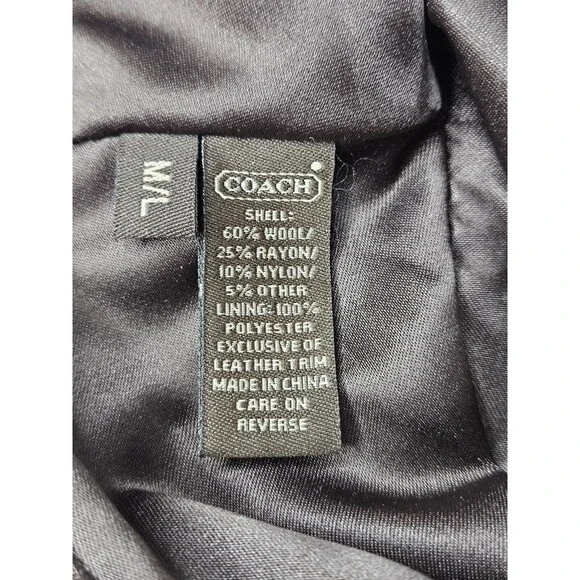 M/L
COACH
SHELL:
60% WOOL/
25% RAYON/
10% NYLON/
5% OTHER
LINING: 100%
POLYESTER
EXCLUSIVE OF
LEATHER TRIM
MADE IN CHINA
CARE ON
REVERSE